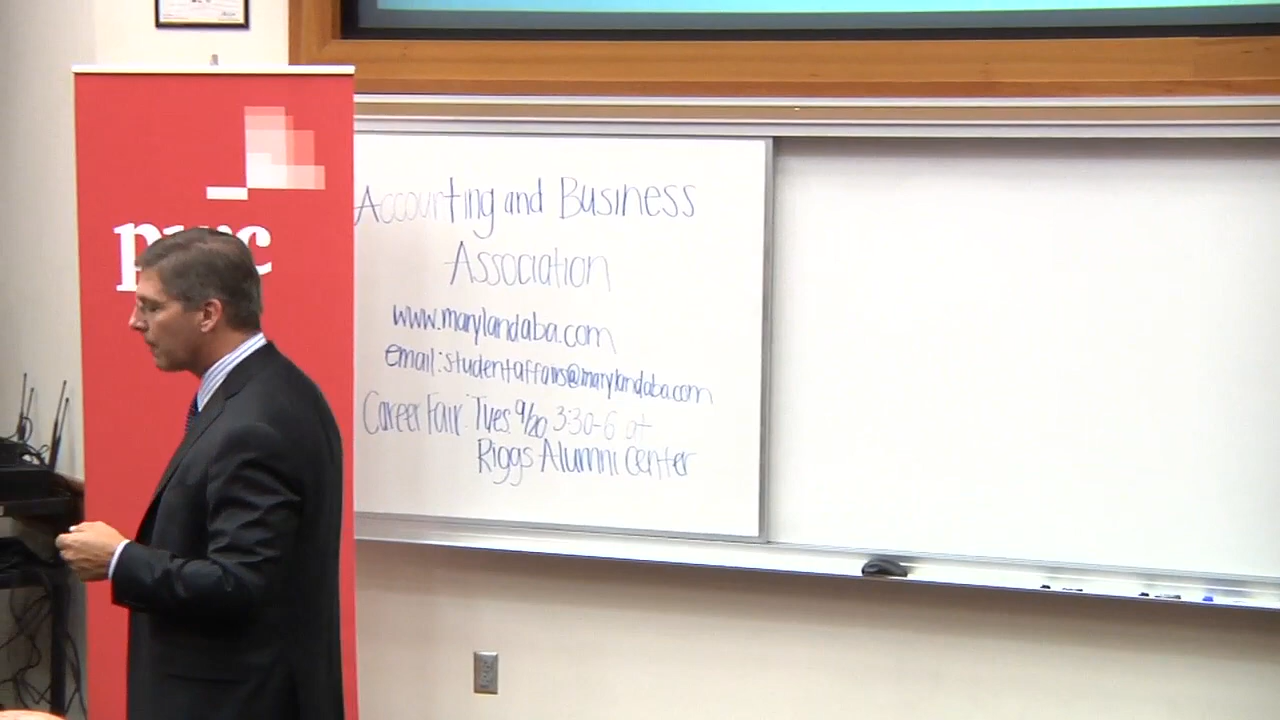 pwc
Accounting and Business
Association
www.marylandaba.com
email:studentaffairs@marylandaba.com
Career Fair: Tues 9/20 3:30-6 at
Riggs Alumni Center